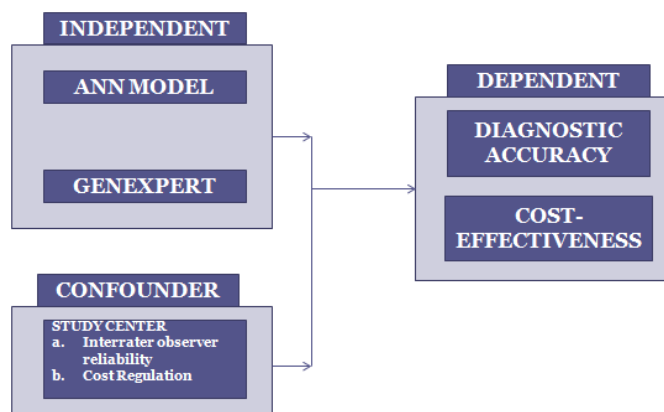 INDEPENDENT
ANN MODEL
GENEXPERT
CONFOUNDER
STUDY CENTER
a. Interrater observer
reliability
b. Cost Regulation
DEPENDENT
DIAGNOSTIC
ACCURACY
COST-
EFFECTIVENESS